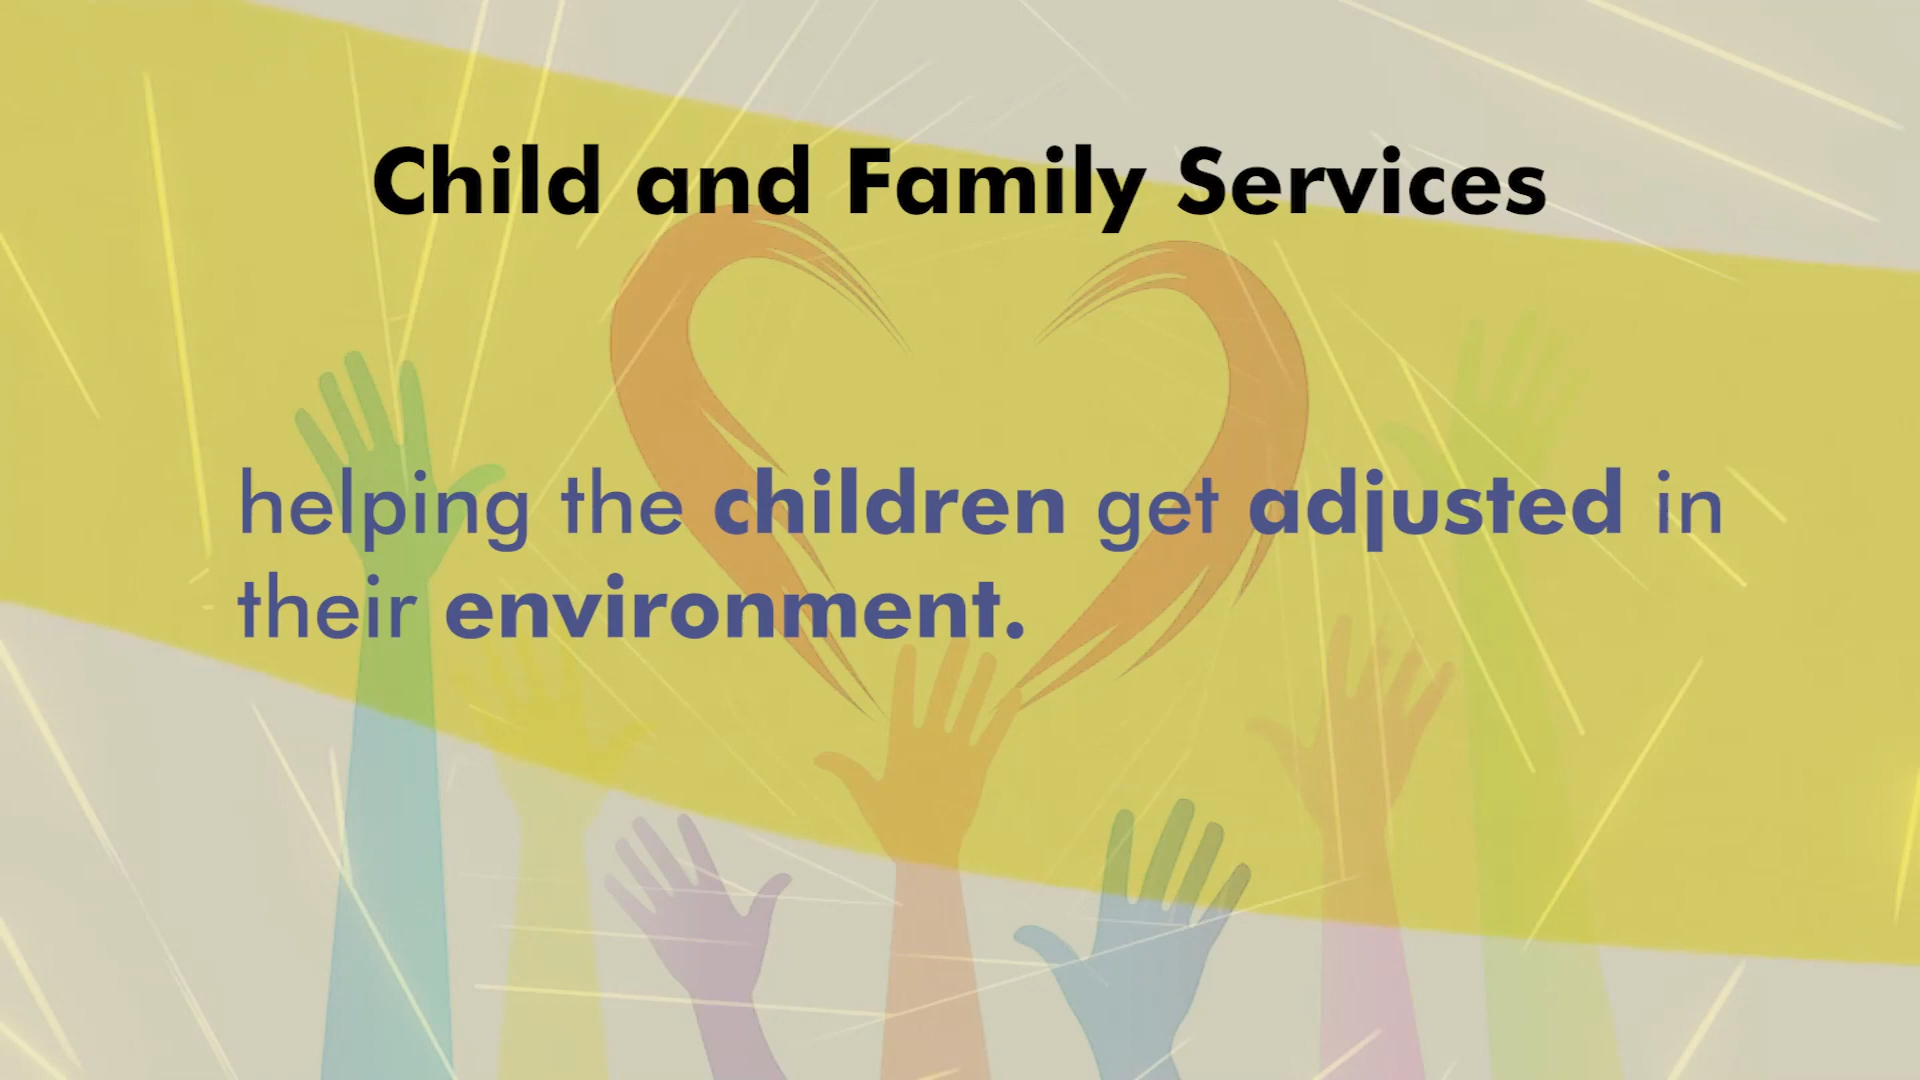 Child and Family Services
helping the children get adjusted in
their environment.